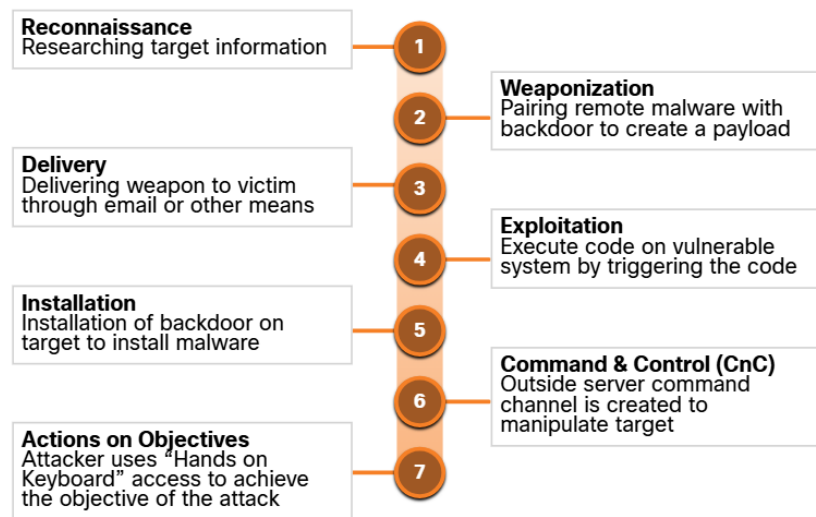 Reconnaissance
Researching target information
1
Weaponization
Pairing remote malware with
backdoor to create a payload
2
Delivery
Delivering weapon to victim
through email or other means
3
Exploitation
Execute code on vulnerable
system by triggering the code
4
Installation
Installation of backdoor on
target to install malware
5
Command & Control (CnC)
Outside server command
channel is created to
manipulate target
6
Actions on Objectives
Attacker uses “Hands on
Keyboard” access to achieve
the objective of the attack
7